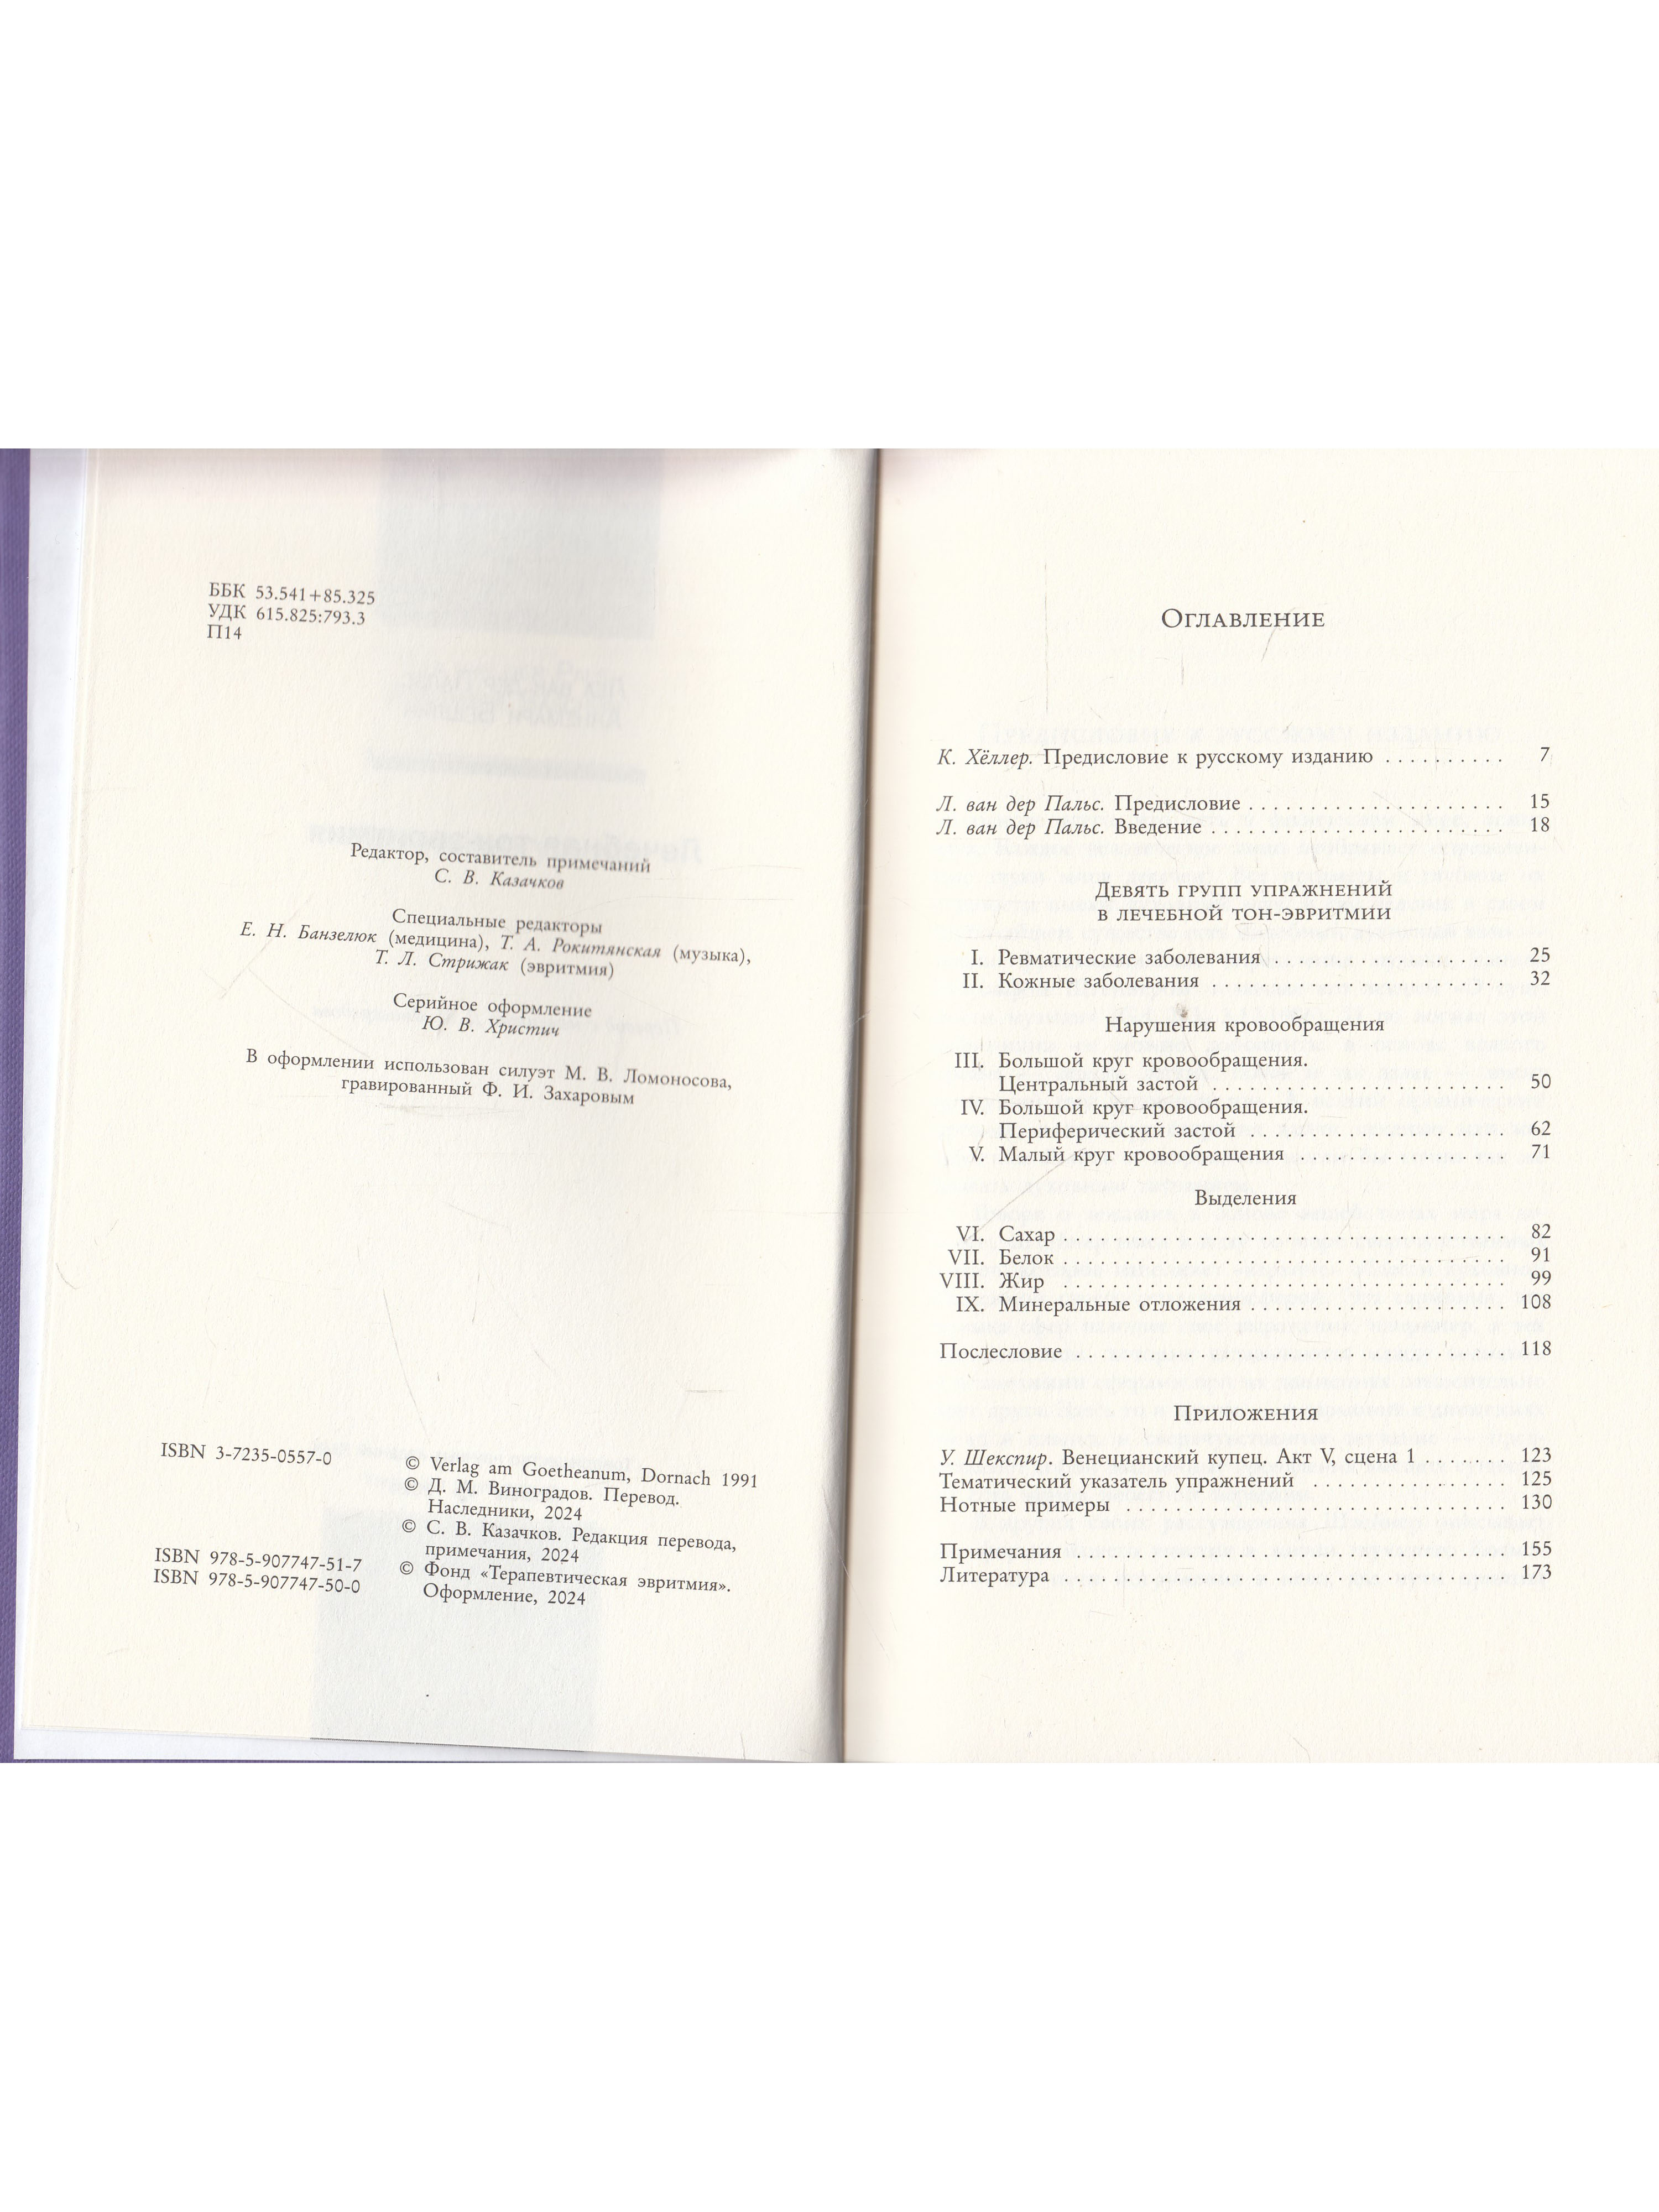 ББК 53.541+85.325
УДК 615.825:793.3
П14
Редактор, составитель примечаний
С. В. Казачков
Специальные редакторы
Е. Н. Банзелюк (медицина), Т. А. Рокитянская (музыка),
Т. Л. Стрижак (эвритмия)
Серийное оформление
Ю. В. Христич
В оформлении использован силуэт М. В. Ломоносова,
гравированный Ф. И. Захаровым
ISBN 3-7235-0557-0
© Verlag am Goetheanum, Dornach 1991
© Д. М. Виноградов. Перевод.
Наследники, 2024
© С. В. Казачков. Редакция перевода,
примечания, 2024
ISBN 978-5-907747-51-7
ISBN 978-5-907747-50-0
© Фонд «Терапевтическая эвритмия».
Оформление, 2024
Оглавление
К. Хёллер. Предисловие к русскому изданию . . . . . . . . . . 7
Л. ван дер Пальс. Предисловие . . . . . . . . . . . . . . . . . . . . . 15
Л. ван дер Пальс. Введение . . . . . . . . . . . . . . . . . . . . . . . . 18
Девять групп упражнений
в лечебной тон-эвритмии
I. Ревматические заболевания . . . . . . . . . . . . . . . . . . . 25
II. Кожные заболевания . . . . . . . . . . . . . . . . . . . . . . . . 32
Нарушения кровообращения
III. Большой круг кровообращения.
Центральный застой . . . . . . . . . . . . . . . . . . . . . . . . 50
IV. Большой круг кровообращения.
Периферический застой . . . . . . . . . . . . . . . . . . . . . 62
V. Малый круг кровообращения . . . . . . . . . . . . . . . . . 71
Выделения
VI. Сахар . . . . . . . . . . . . . . . . . . . . . . . . . . . . . . . . . . . . 82
VII. Белок . . . . . . . . . . . . . . . . . . . . . . . . . . . . . . . . . . . . 91
VIII. Жир . . . . . . . . . . . . . . . . . . . . . . . . . . . . . . . . . . . . 99
IX. Минеральные отложения . . . . . . . . . . . . . . . . . . . . . 108
Послесловие . . . . . . . . . . . . . . . . . . . . . . . . . . . . . . . . . . . 118
Приложения
У. Шекспир. Венецианский купец. Акт V, сцена 1 . . . . . . . 123
Тематический указатель упражнений . . . . . . . . . . . . . . . . 125
Нотные примеры . . . . . . . . . . . . . . . . . . . . . . . . . . . . . . . 130
Примечания . . . . . . . . . . . . . . . . . . . . . . . . . . . . . . . . . . . 155
Литература . . . . . . . . . . . . . . . . . . . . . . . . . . . . . . . . . . . . 173